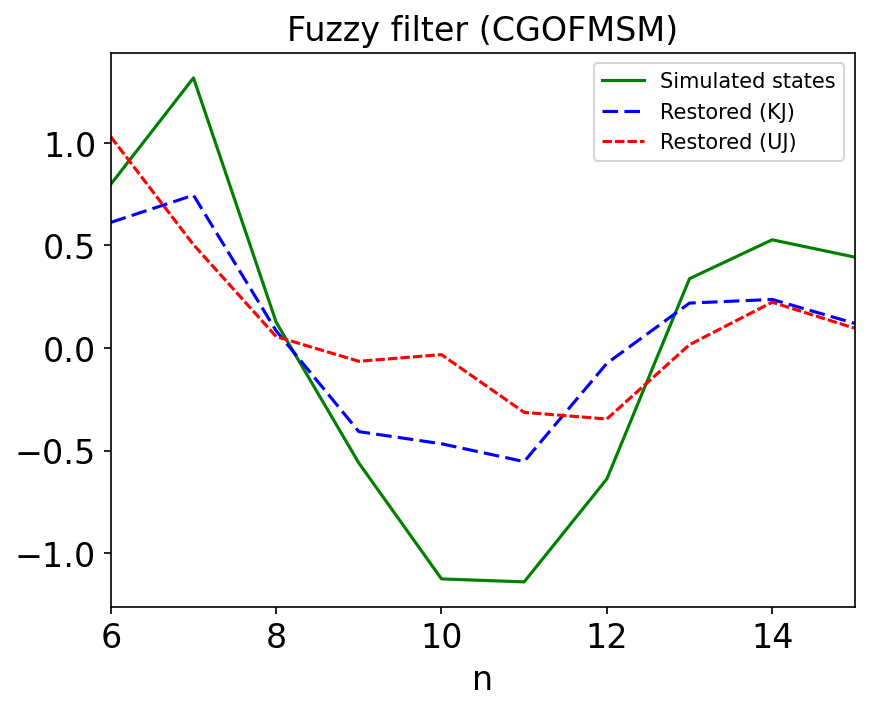 Fuzzy filter (CGOFMSM)
Simulated states
Restored (KJ)
Restored (UJ)
1.0
0.5
0.0
−0.5
−1.0
6 8 10 12 14
n